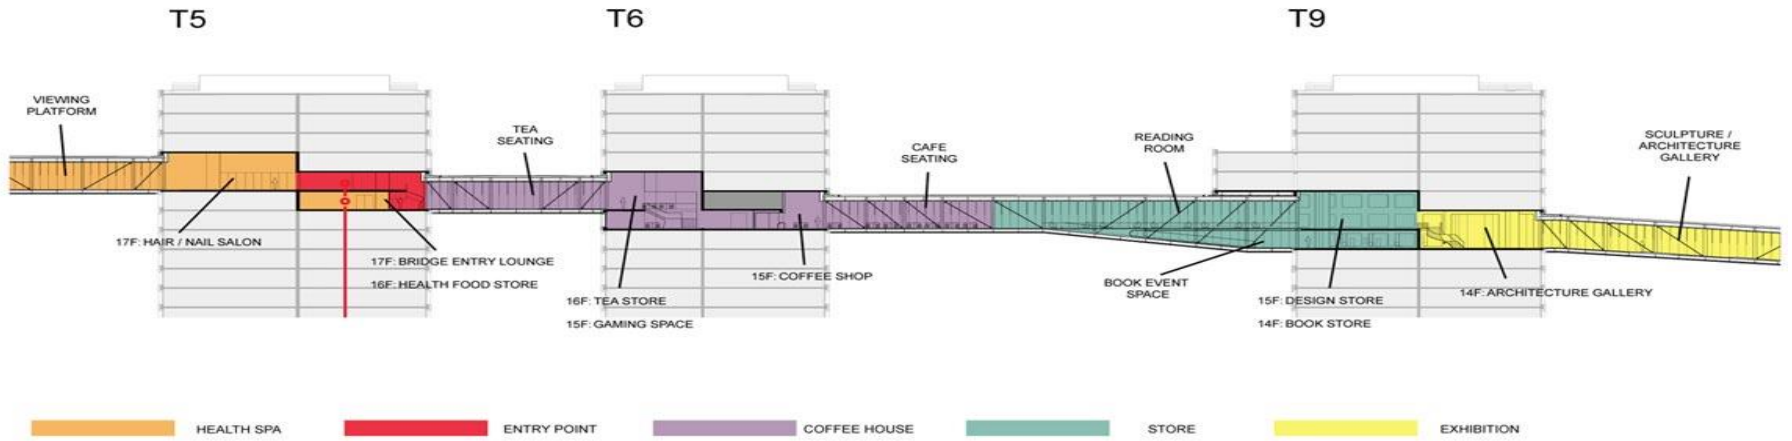 T5
T6
T9
VIEWING
PLATFORM
TEA
SEATING
CAFE
SEATING
READING
ROOM
SCULPTURE /
ARCHITECTURE
GALLERY
17F: HAIR / NAIL SALON
17F: BRIDGE ENTRY LOUNGE
16F: HEALTH FOOD STORE
16F: TEA STORE
15F: GAMING SPACE
15F: COFFEE SHOP
BOOK EVENT
SPACE
15F: DESIGN STORE
14F: BOOK STORE
14F: ARCHITECTURE GALLERY
HEALTH SPA
ENTRY POINT
COFFEE HOUSE
STORE
EXHIBITION